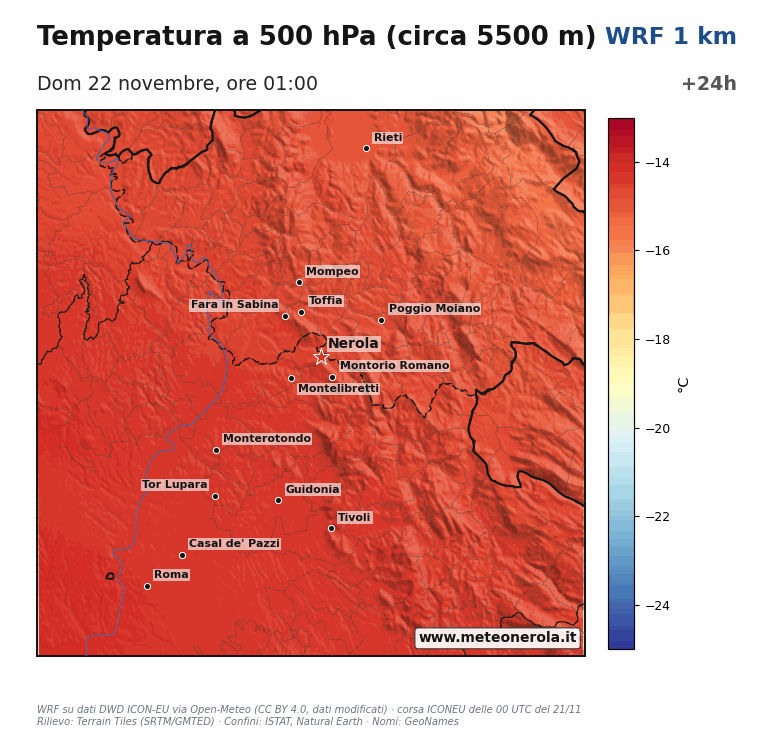 Temperatura a 500 hPa (circa 5500 m) WRF 1 km
Dom 22 novembre, ore 01:00 +24h
Rieti
Mompeo
Fara in Sabina
Toffia
Poggio Moiano
Nerola
Montorio Romano
Montelibretti
Monterotondo
Tor Lupara
Guidonia
Tivoli
Casal de' Pazzi
Roma
www.meteonerola.it
−14
−16
−18
−20
−22
−24
°C
WRF su dati DWD ICON-EU via Open-Meteo (CC BY 4.0, dati modificati) · corsa ICONEU delle 00 UTC del 21/11
Rilievo: Terrain Tiles (SRTM/GMTED) · Confini: ISTAT, Natural Earth · Nomi: GeoNames